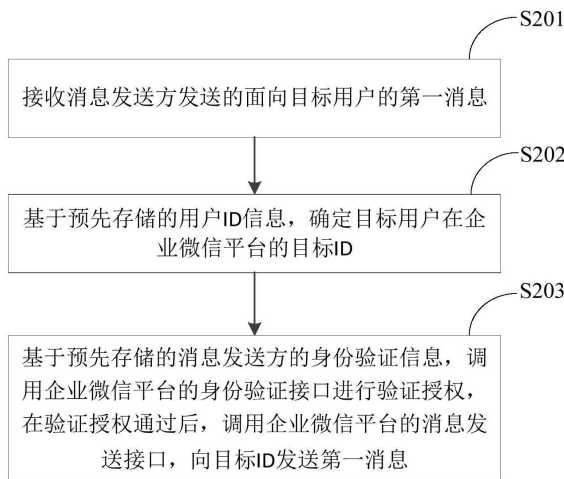 S201
接收消息发送方发送的面向目标用户的第一消息
S202
基于预先存储的用户ID信息，确定目标用户在企
业微信平台的目标ID
S203
基于预先存储的消息发送方的身份验证信息，调
用企业微信平台的身份验证接口进行验证授权，
在验证授权通过后，调用企业微信平台的消息发
送接口，向目标ID发送第一消息